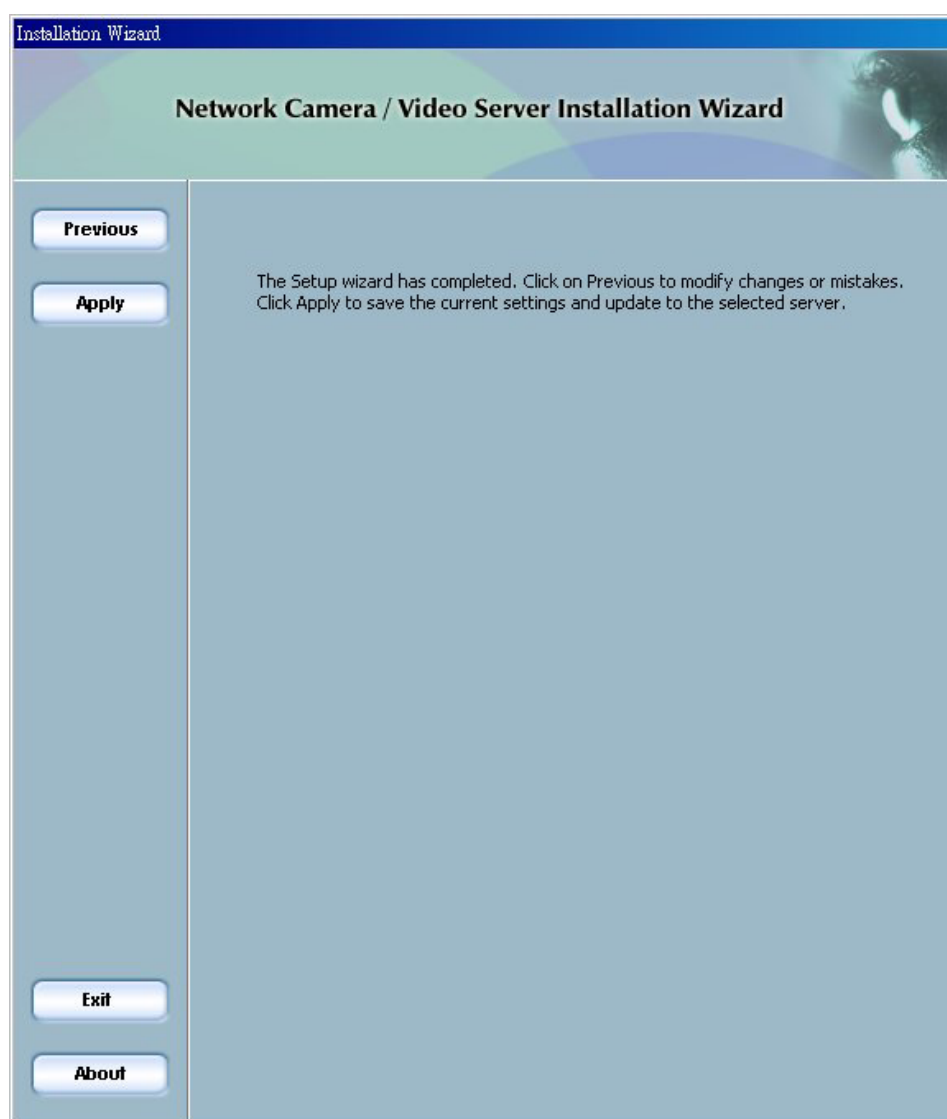 Installation Wizard
Network Camera / Video Server Installation Wizard
Previous
Apply
The Setup wizard has completed. Click on Previous to modify changes or mistakes.
Click Apply to save the current settings and update to the selected server.
Exit
About